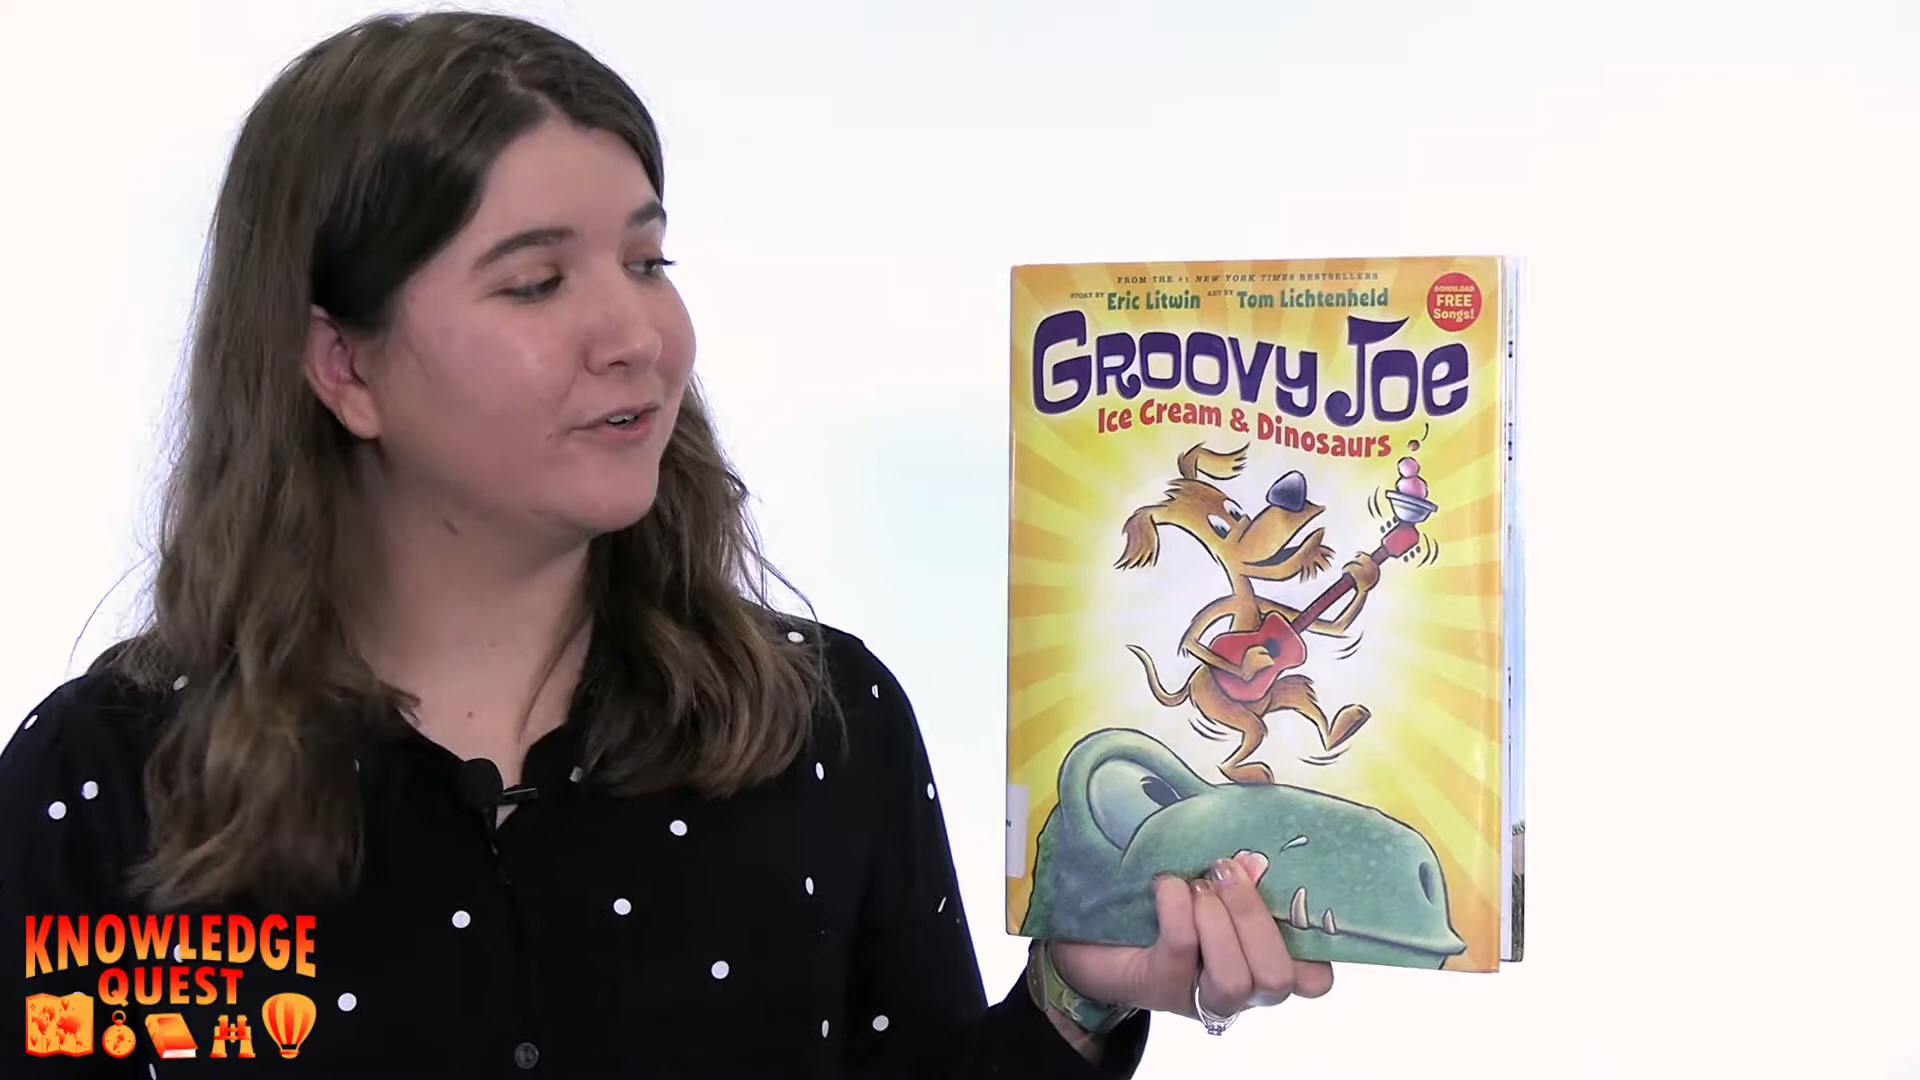 FROM THE #1 NEW YORK TIMES BESTSELLERS
STORY BY Eric Litwin ART BY Tom Lichtenheld
DOWNLOAD
FREE
Songs!
GROOVY JOE
Ice Cream & Dinosaurs
KNOWLEDGE
QUEST